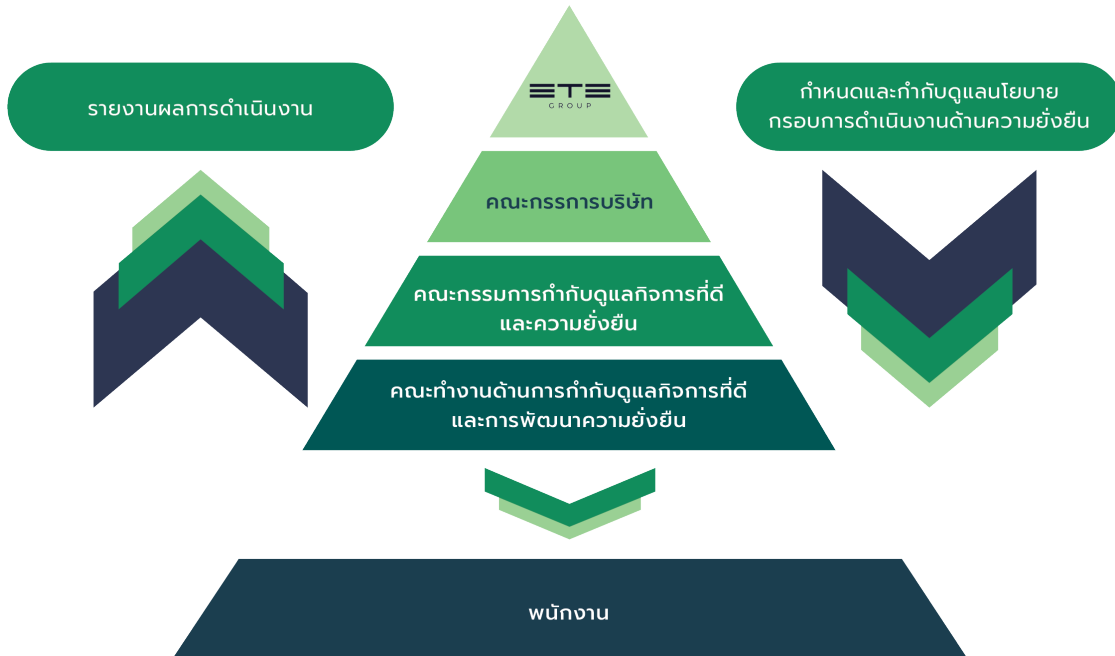 ETE
GROUP
รายงานผลการดำเนินงาน
กำหนดและกำกับดูแลนโยบาย
กรอบการดำเนินงานด้านความยั่งยืน
คณะกรรการบริษัท
คณะกรรมการกำกับดูแลกิจการที่ดี
และความยั่งยืน
คณะทำงานด้านการกำกับดูแลกิจการที่ดี
และการพัฒนาความยั่งยืน
พนักงาน